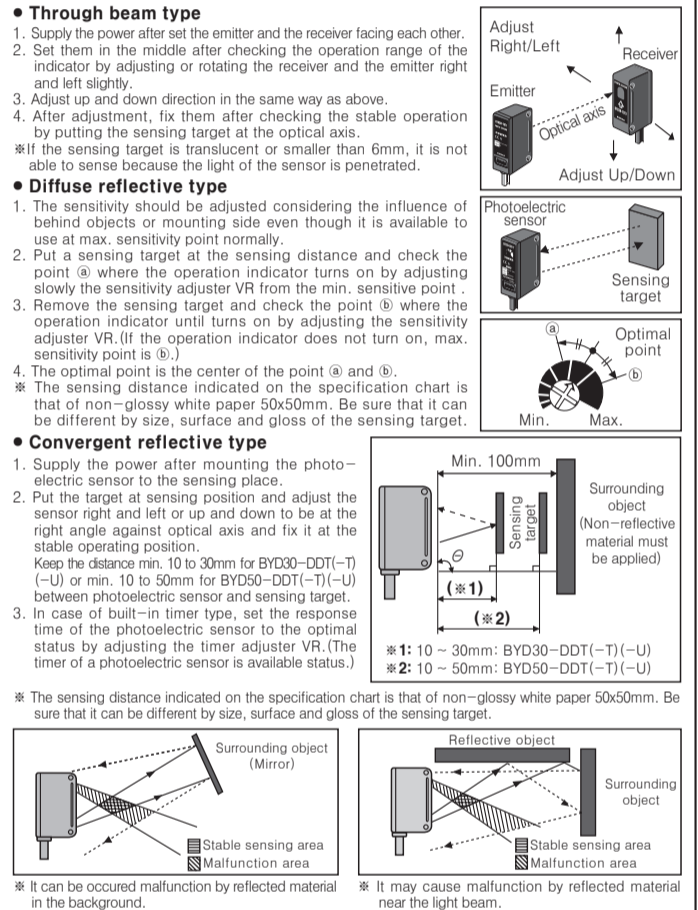 ● Through beam type
1. Supply the power after set the emitter and the receiver facing each other.
2. Set them in the middle after checking the operation range of the
indicator by adjusting or rotating the receiver and the emitter right
and left slightly.
3. Adjust up and down direction in the same way as above.
4. After adjustment, fix them after checking the stable operation
by putting the sensing target at the optical axis.
※If the sensing target is translucent or smaller than 6mm, it is not
able to sense because the light of the sensor is penetrated.
Adjust
Right/Left
Receiver
Emitter
Optical axis
Adjust Up/Down
● Diffuse reflective type
1. The sensitivity should be adjusted considering the influence of
behind objects or mounting side even though it is available to
use at max. sensitivity point normally.
2. Put a sensing target at the sensing distance and check the
point ⓐ where the operation indicator turns on by adjusting
slowly the sensitivity adjuster VR from the min. sensitive point .
3. Remove the sensing target and check the point ⓑ where the
operation indicator until turns on by adjusting the sensitivity
adjuster VR.(If the operation indicator does not turn on, max.
sensitivity point is ⓑ.)
4. The optimal point is the center of the point ⓐ and ⓑ.
※ The sensing distance indicated on the specification chart is
that of non-glossy white paper 50x50mm. Be sure that it can
be different by size, surface and gloss of the sensing target.
Photoelectric
sensor
Sensing
target
ⓐ
Optimal
point
ⓑ
Min.
Max.
● Convergent reflective type
1. Supply the power after mounting the photo-
electric sensor to the sensing place.
2. Put the target at sensing position and adjust the
sensor right and left or up and down to be at the
right angle against optical axis and fix it at the
stable operating position.
Keep the distance min. 10 to 30mm for BYD30-DDT(-T)
(-U) or min. 10 to 50mm for BYD50-DDT(-T)(-U)
between photoelectric sensor and sensing target.
3. In case of built-in timer type, set the response
time of the photoelectric sensor to the optimal
status by adjusting the timer adjuster VR.(The
timer of a photoelectric sensor is available status.)
Min. 100mm
Sensing
target
Surrounding
object
(Non-reflective
material must
be applied)
Θ
(※1)
(※2)
※1: 10 ~ 30mm: BYD30-DDT(-T)(-U)
※2: 10 ~ 50mm: BYD50-DDT(-T)(-U)
※ The sensing distance indicated on the specification chart is that of non-glossy white paper 50x50mm. Be
sure that it can be different by size, surface and gloss of the sensing target.
Surrounding object
(Mirror)
Stable sensing area
Malfunction area
※ It can be occured malfunction by reflected material
in the background.
Reflective object
Surrounding
object
Stable sensing area
Malfunction area
※ It may cause malfunction by reflected material
near the light beam.